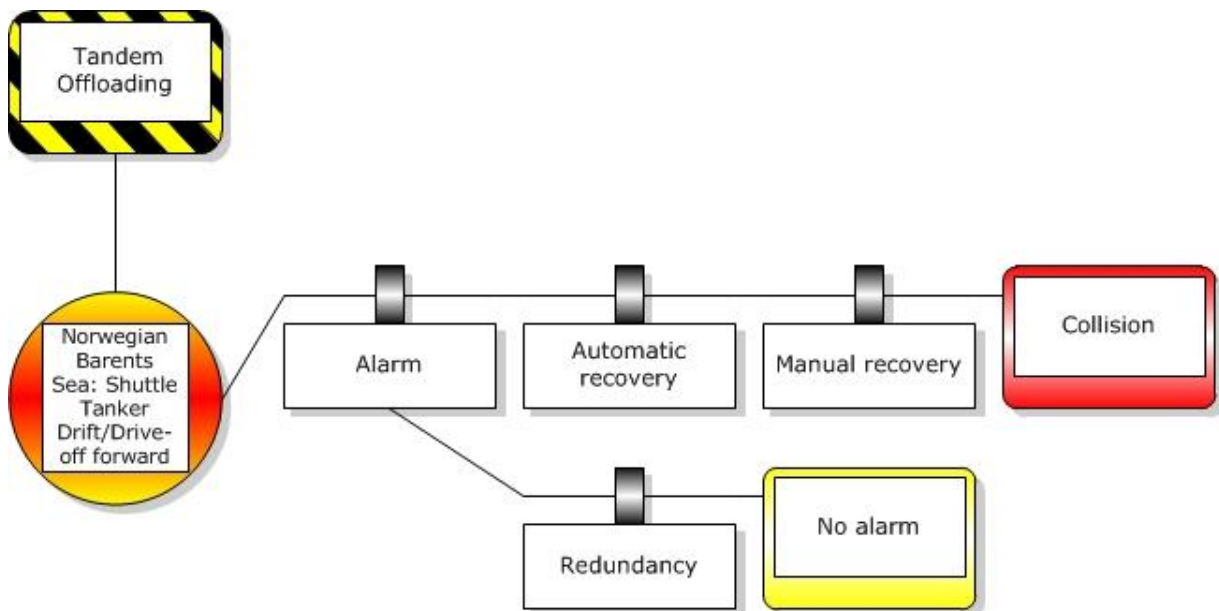 Tandem
Offloading
Norwegian
Barents
Sea: Shuttle
Tanker
Drift/Drive-
off forward
Alarm
Automatic
recovery
Manual recovery
Collision
Redundancy
No alarm